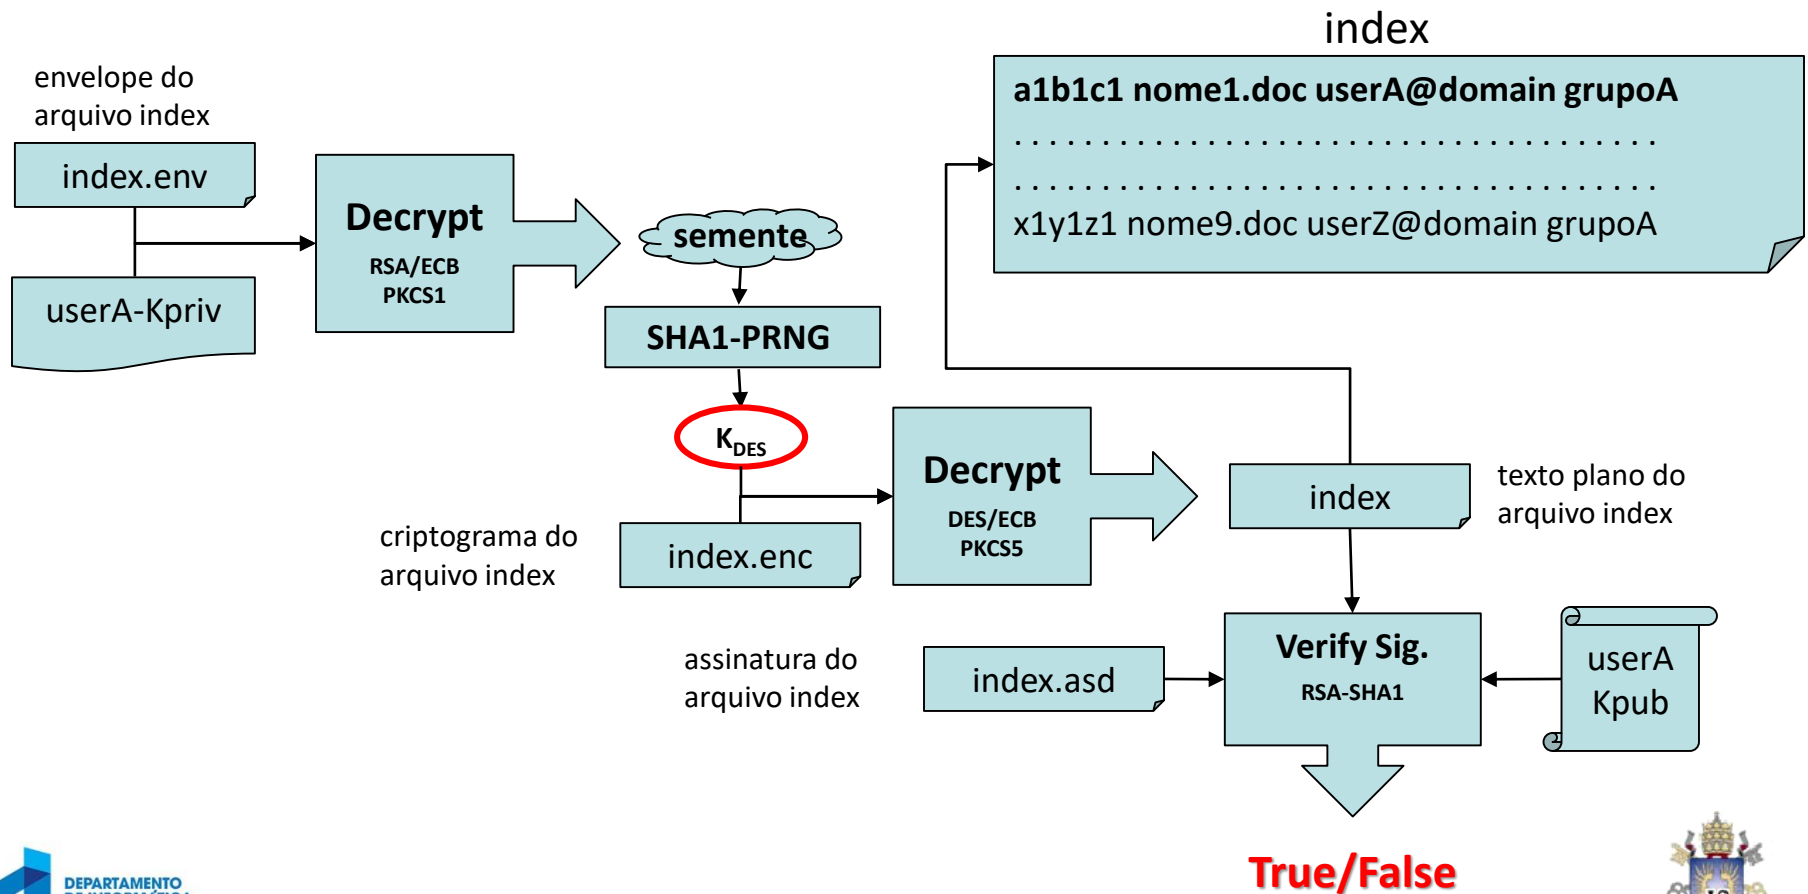 index
a1b1c1 nome1.doc userA@domain grupoA
. . . . . . . . . . . . . . . . . . . . . . . . . . . . . . . . . . . . .
. . . . . . . . . . . . . . . . . . . . . . . . . . . . . . . . . . . . .
x1y1z1 nome9.doc userZ@domain grupoA
envelope do
arquivo index
index.env
userA-Kpriv
Decrypt
RSA/ECB
PKCS1
semente
SHA1-PRNG
KDES
criptograma do
arquivo index
index.enc
Decrypt
DES/ECB
PKCS5
index
texto plano do
arquivo index
assinatura do
arquivo index
index.asd
Verify Sig.
RSA-SHA1
userA
Kpub
True/False
DEPARTAMENTO